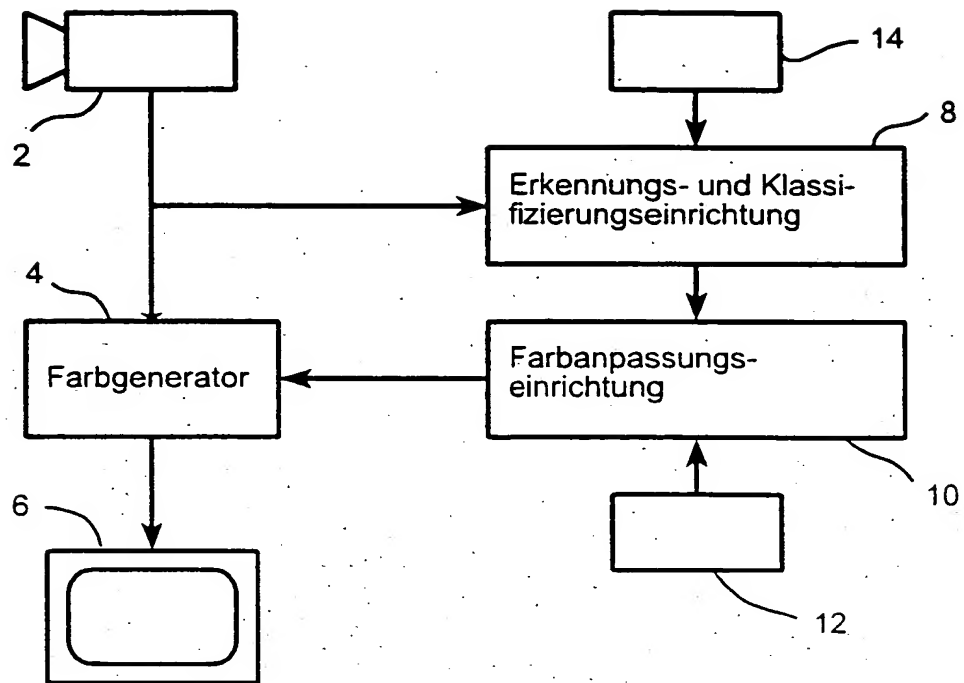 14
2
8
Erkennungs- und Klassi-
fizierungseinrichtung
4
Farbgenerator
Farbanpassungs-
einrichtung
10
6
12